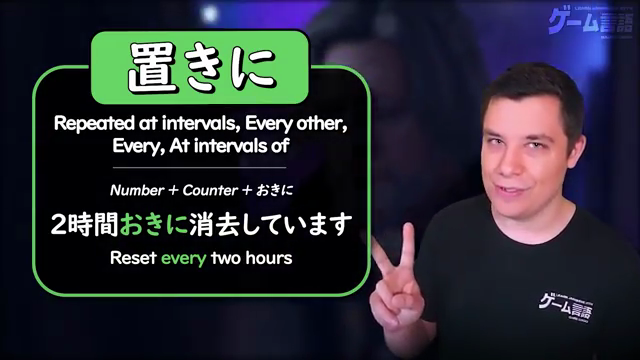 置きに
Repeated at intervals, Every other,
Every, At intervals of
Number + Counter + おきに
2時間おきに消去しています
Reset every two hours
ゲーム言語
ゲーム言語